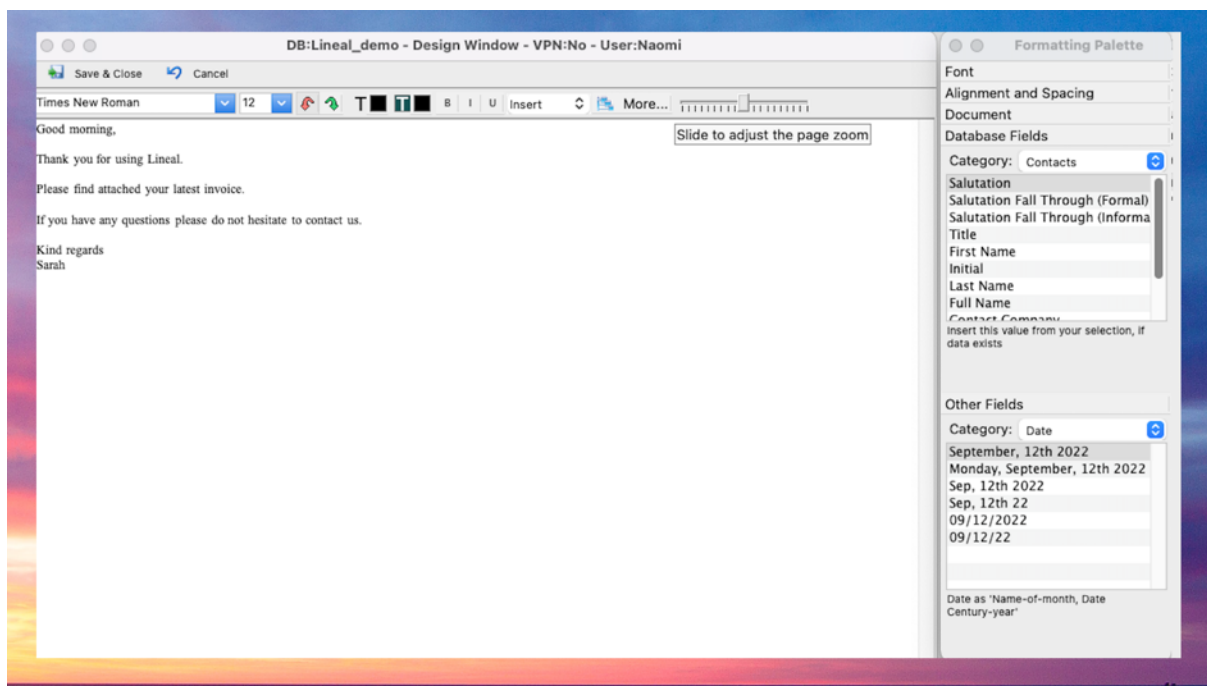 DB:Lineal_demo - Design Window - VPN:No - User:Naomi
Save & Close Cancel
Times New Roman 12 T T B I U Insert More...
Slide to adjust the page zoom
Good morning,
Thank you for using Lineal.
Please find attached your latest invoice.
If you have any questions please do not hesitate to contact us.
Kind regards
Sarah
Formatting Palette
Font
Alignment and Spacing
Document
Database Fields
Category: Contacts
Salutation
Salutation Fall Through (Formal)
Salutation Fall Through (Informa
Title
First Name
Initial
Last Name
Full Name
Contact Company
Insert this value from your selection, if
data exists
Other Fields
Category: Date
September, 12th 2022
Monday, September, 12th 2022
Sep, 12th 2022
Sep, 12th 22
09/12/2022
09/12/22
Date as 'Name-of-month, Date
Century-year'